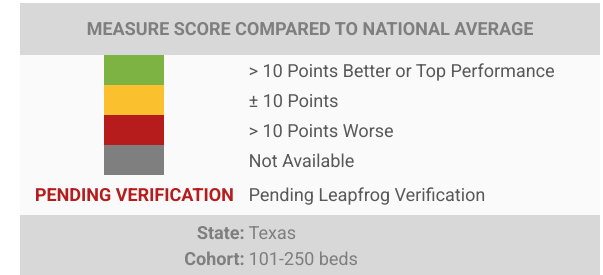 MEASURE SCORE COMPARED TO NATIONAL AVERAGE
> 10 Points Better or Top Performance
± 10 Points
> 10 Points Worse
Not Available
PENDING VERIFICATION Pending Leapfrog Verification
State: Texas
Cohort: 101-250 beds